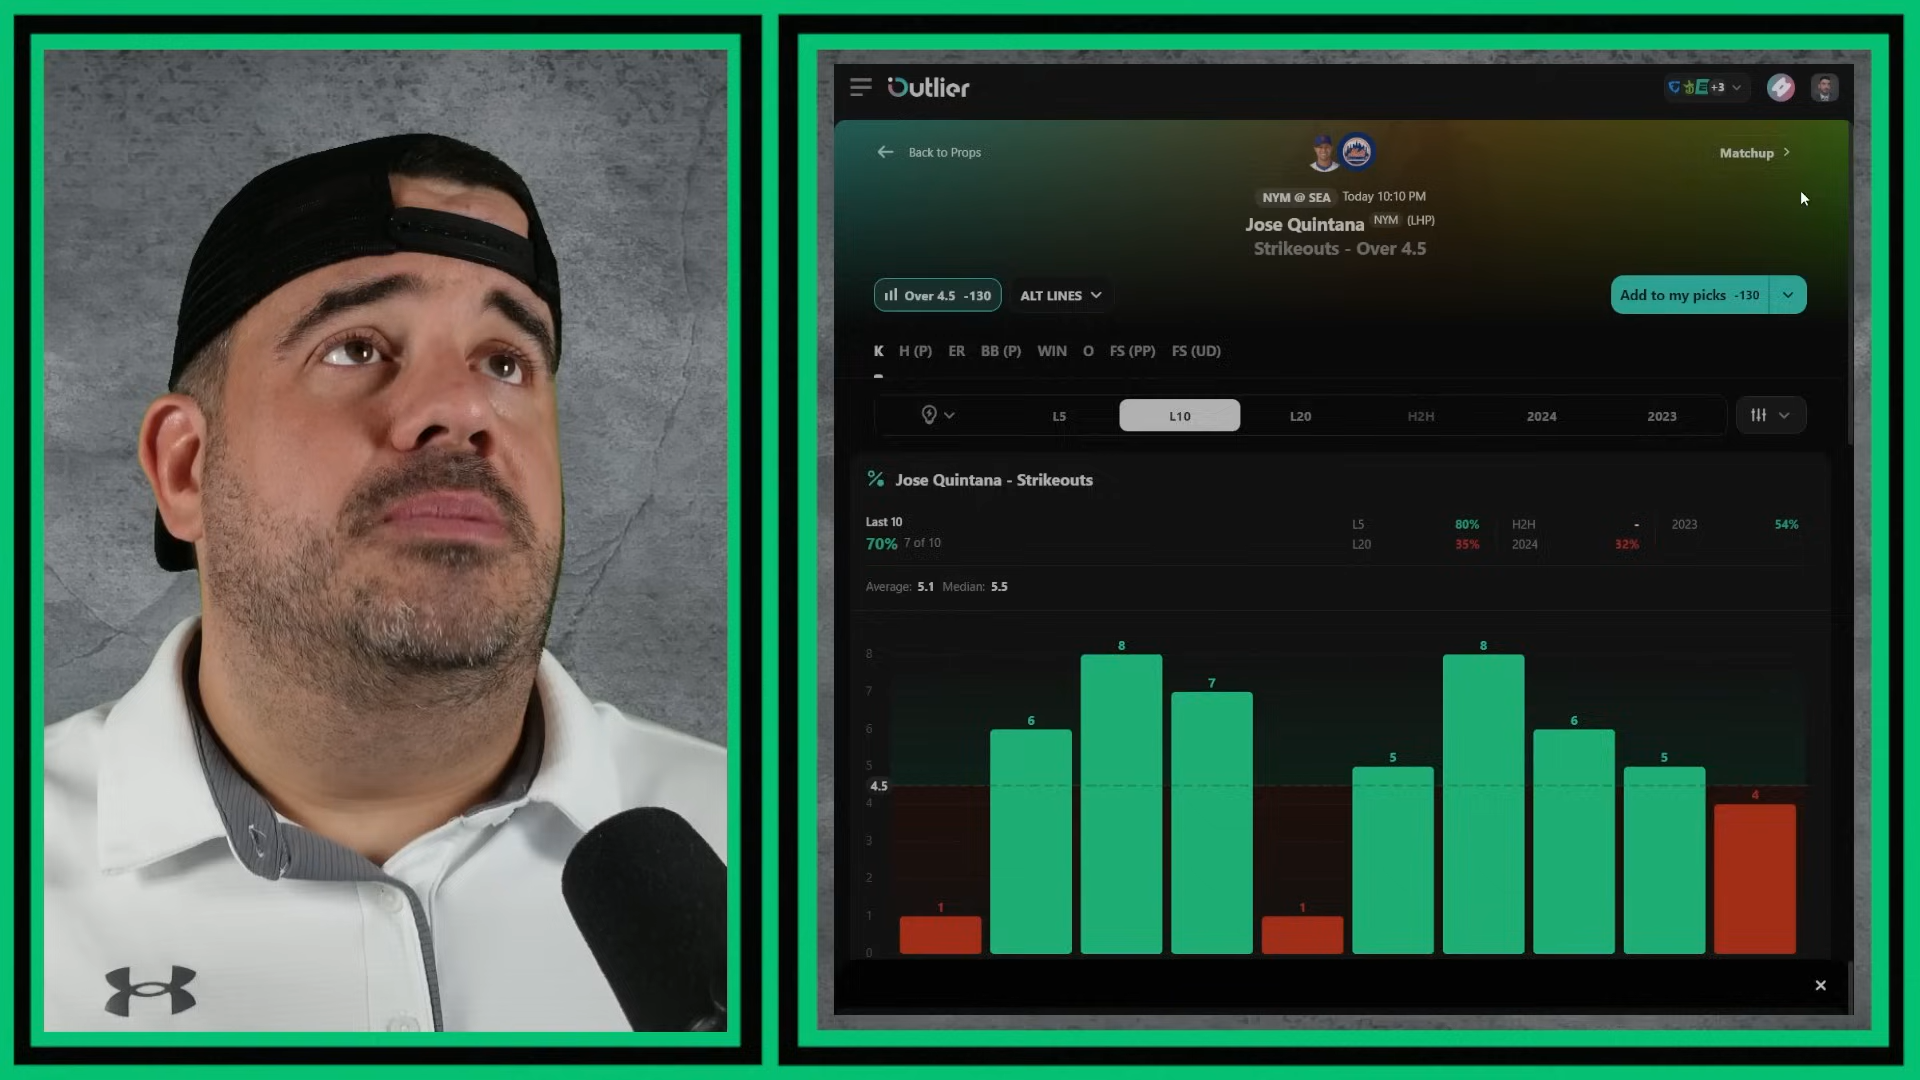 Outlier
+3
Back to Props
Matchup
NYM @ SEA Today 10:10 PM
Jose Quintana NYM (LHP)
Strikeouts - Over 4.5
Over 4.5 -130
ALT LINES
Add to my picks -130
K H (P) ER BB (P) WIN O FS (PP) FS (UD)
L5 L10 L20 H2H 2024 2023
Jose Quintana - Strikeouts
Last 10
70% 7 of 10
L5 80% H2H - 2023 54%
L20 35% 2024 32%
Average: 5.1 Median: 5.5
8
7
6
5
4.5
4
3
2
1
0
1 6 8 7 1 5 8 6 5 4